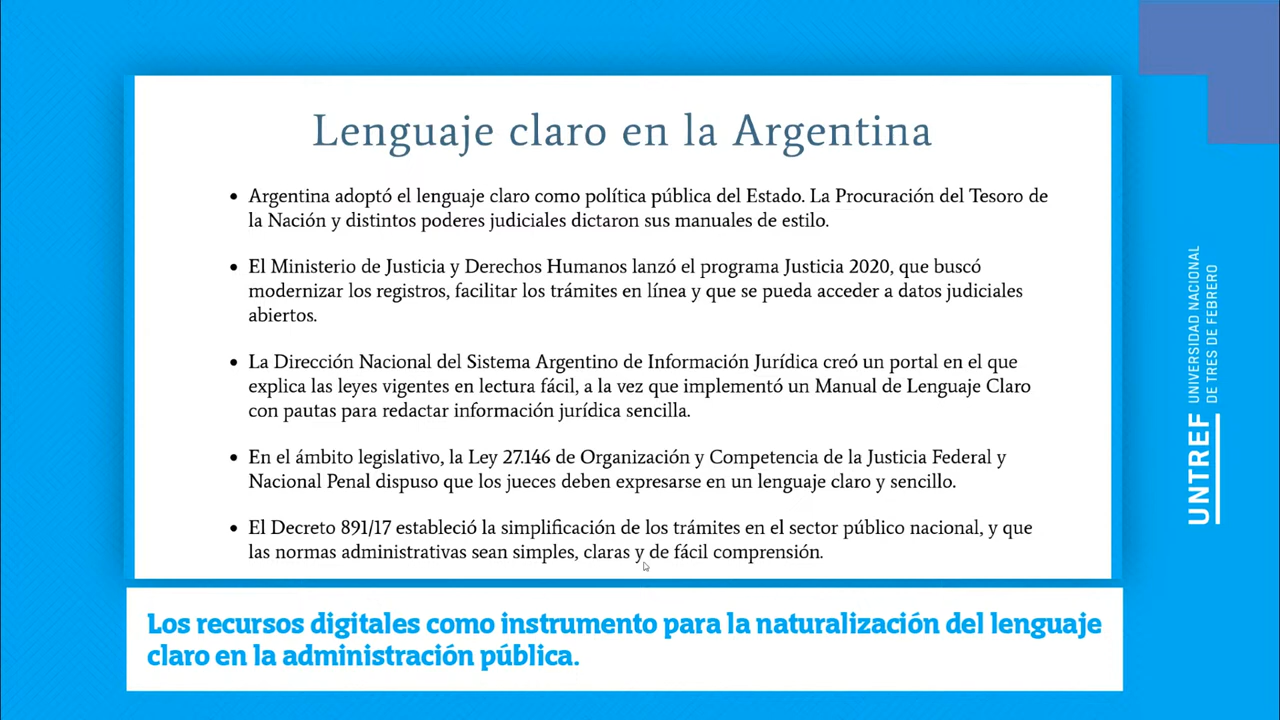 Lenguaje claro en la Argentina
• Argentina adoptó el lenguaje claro como política pública del Estado. La Procuración del Tesoro de
la Nación y distintos poderes judiciales dictaron sus manuales de estilo.
• El Ministerio de Justicia y Derechos Humanos lanzó el programa Justicia 2020, que buscó
modernizar los registros, facilitar los trámites en línea y que se pueda acceder a datos judiciales
abiertos.
• La Dirección Nacional del Sistema Argentino de Información Jurídica creó un portal en el que
explica las leyes vigentes en lectura fácil, a la vez que implementó un Manual de Lenguaje Claro
con pautas para redactar información jurídica sencilla.
• En el ámbito legislativo, la Ley 27.146 de Organización y Competencia de la Justicia Federal y
Nacional Penal dispuso que los jueces deben expresarse en un lenguaje claro y sencillo.
• El Decreto 891/17 estableció la simplificación de los trámites en el sector público nacional, y que
las normas administrativas sean simples, claras y de fácil comprensión.
Los recursos digitales como instrumento para la naturalización del lenguaje
claro en la administración pública.
UNTREF
UNIVERSIDAD NACIONAL
DE TRES DE FEBRERO